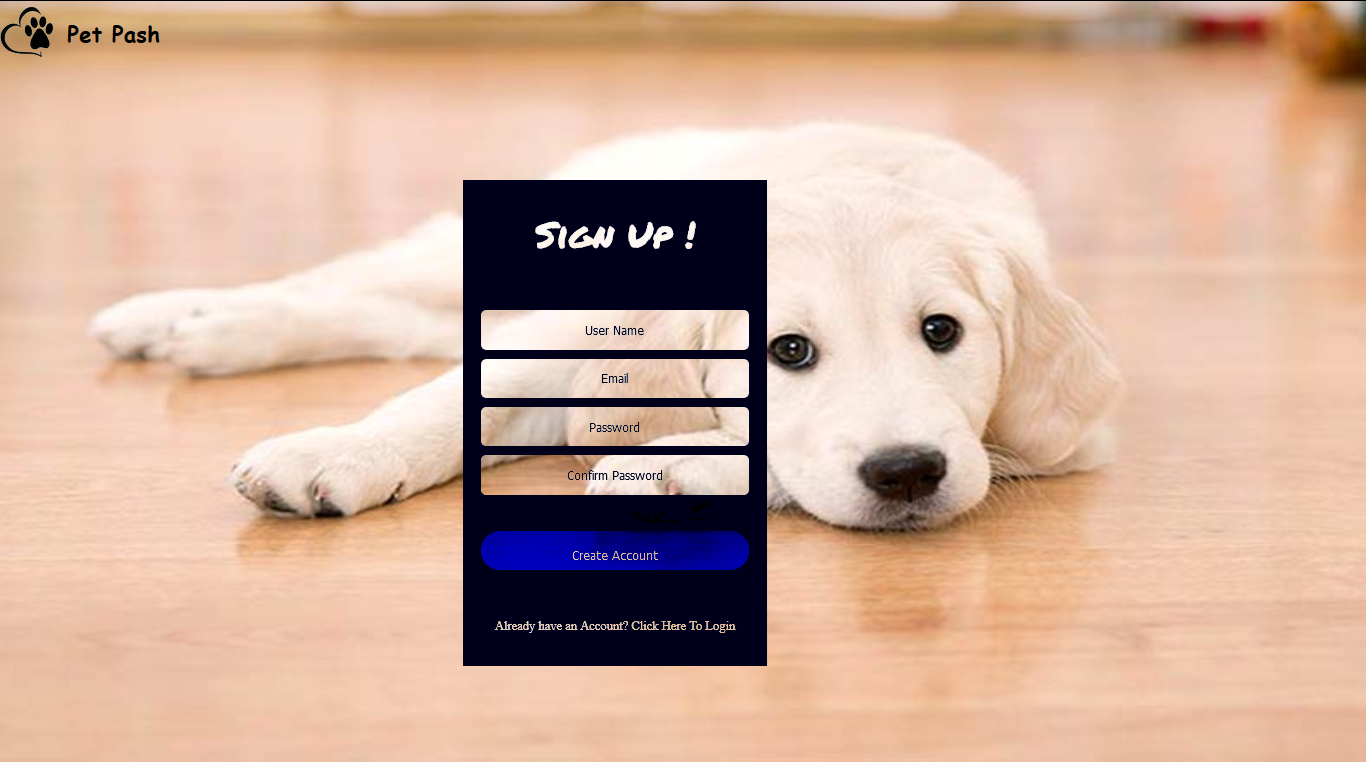 Pet Pash
Sign Up !
User Name
Email
Password
Confirm Password
Create Account
Already have an Account? Click Here To Login